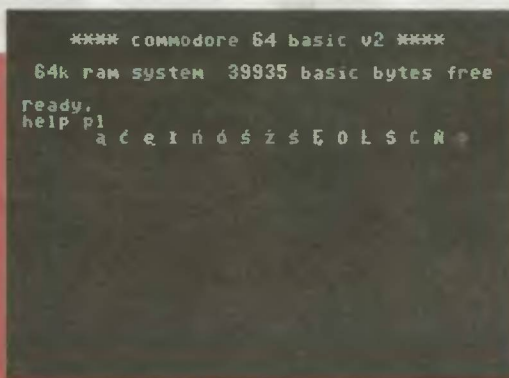 **** commodore 64 basic v2 ****
64k ram system 39935 basic bytes free
ready.
help pl
ą ć ę ł ń ó ś ż ś Ę O Ł Ś C Ń